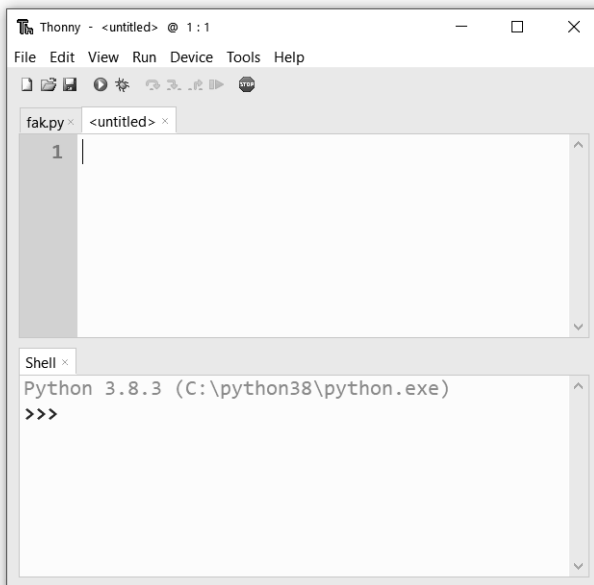 Thonny - <untitled> @ 1 : 1
File Edit View Run Device Tools Help
STOP
fak.py × <untitled> ×
1
Shell ×
Python 3.8.3 (C:\python38\python.exe)
>>>